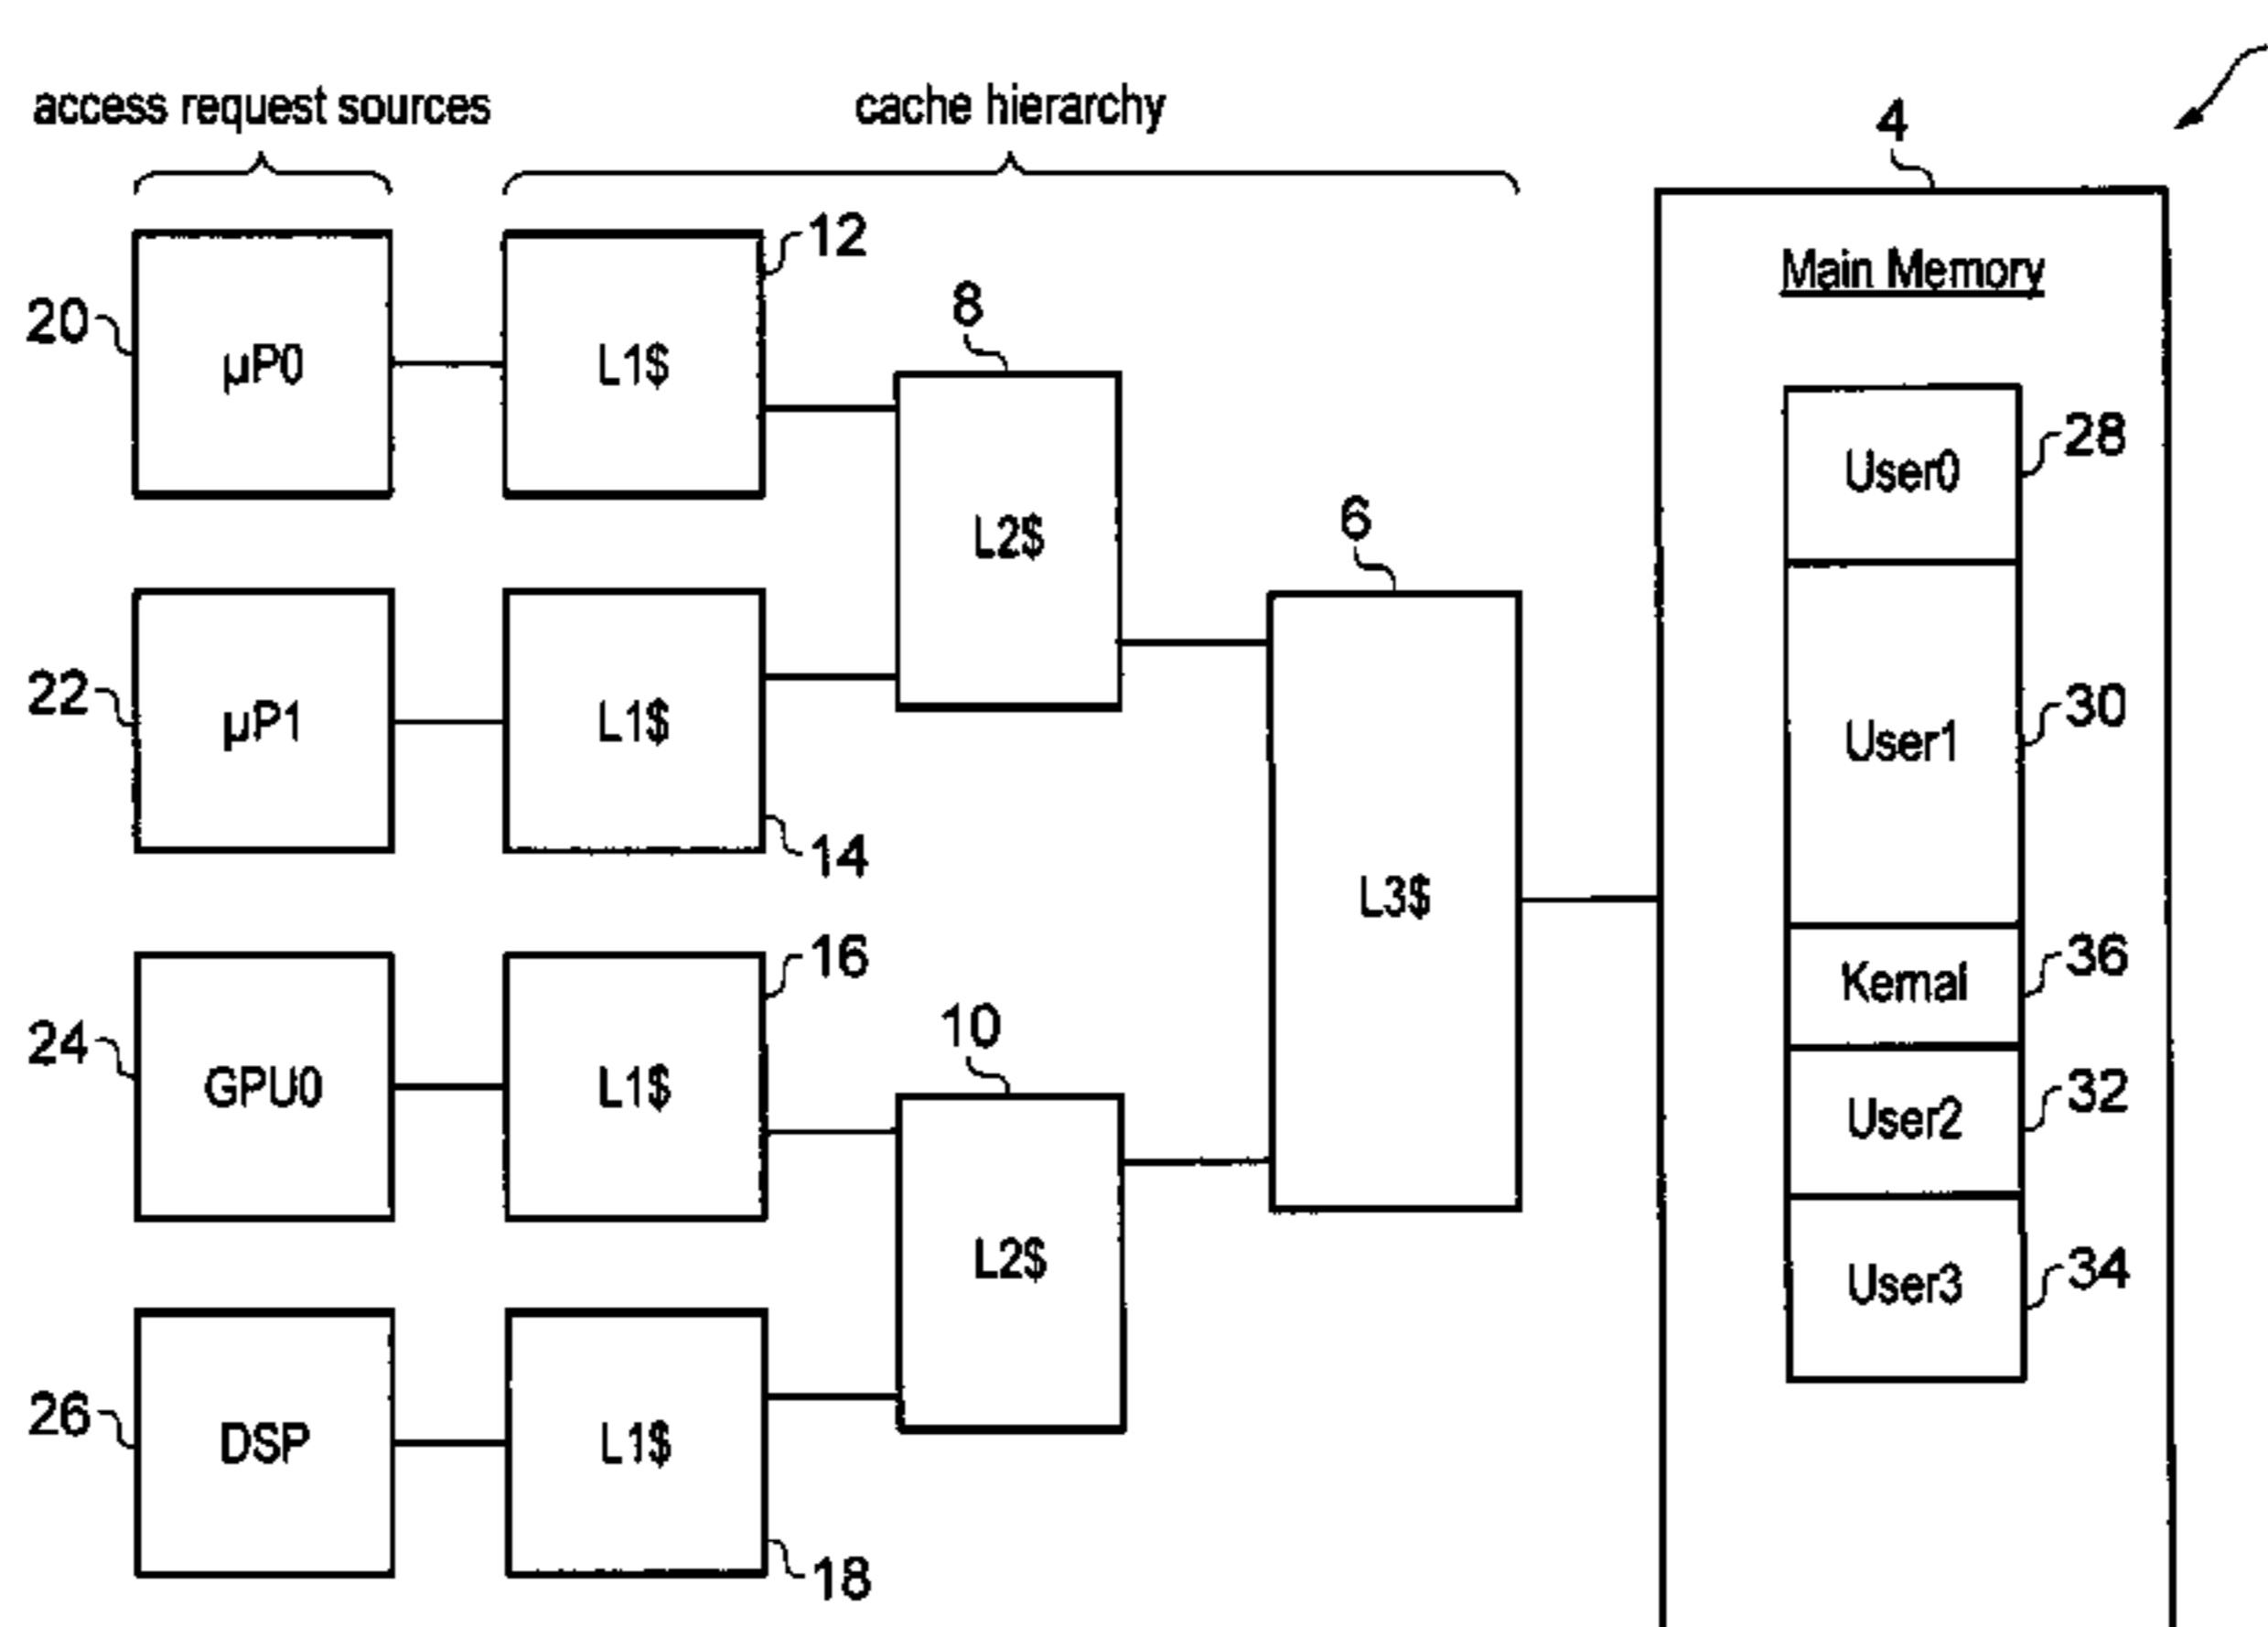 access request sources
cache hierarchy
4
Main Memory
12
20
µP0
L1$
8
L2$
28
User0
6
22
µP1
L1$
14
30
User1
L3$
16
36
Kernal
24
GPU0
L1$
10
L2$
32
User2
34
User3
26
DSP
L1$
18